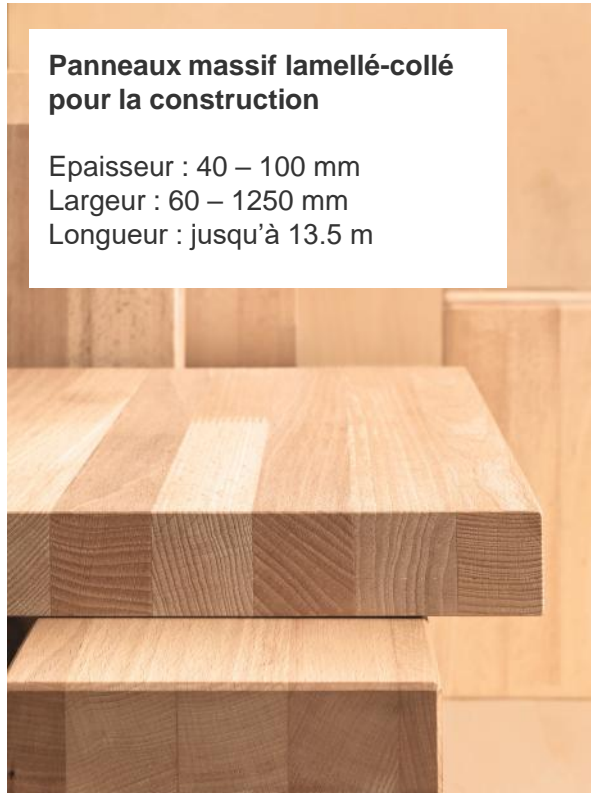 Panneaux massif lamellé-collé
pour la construction
Epaisseur : 40 – 100 mm
Largeur : 60 – 1250 mm
Longueur : jusqu’à 13.5 m